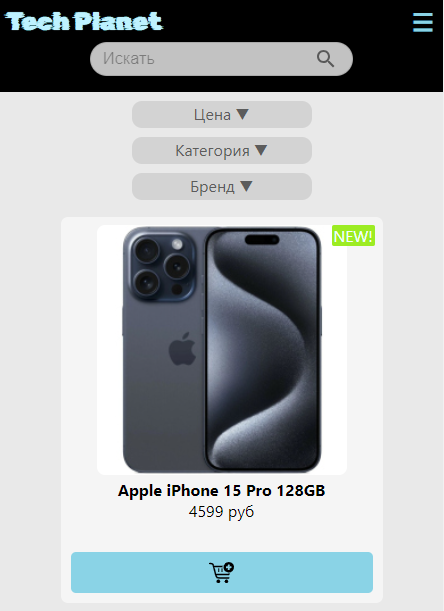 Tech Planet
Искать
Цена ▼
Категория ▼
Бренд ▼
NEW!
Apple iPhone 15 Pro 128GB
4599 руб